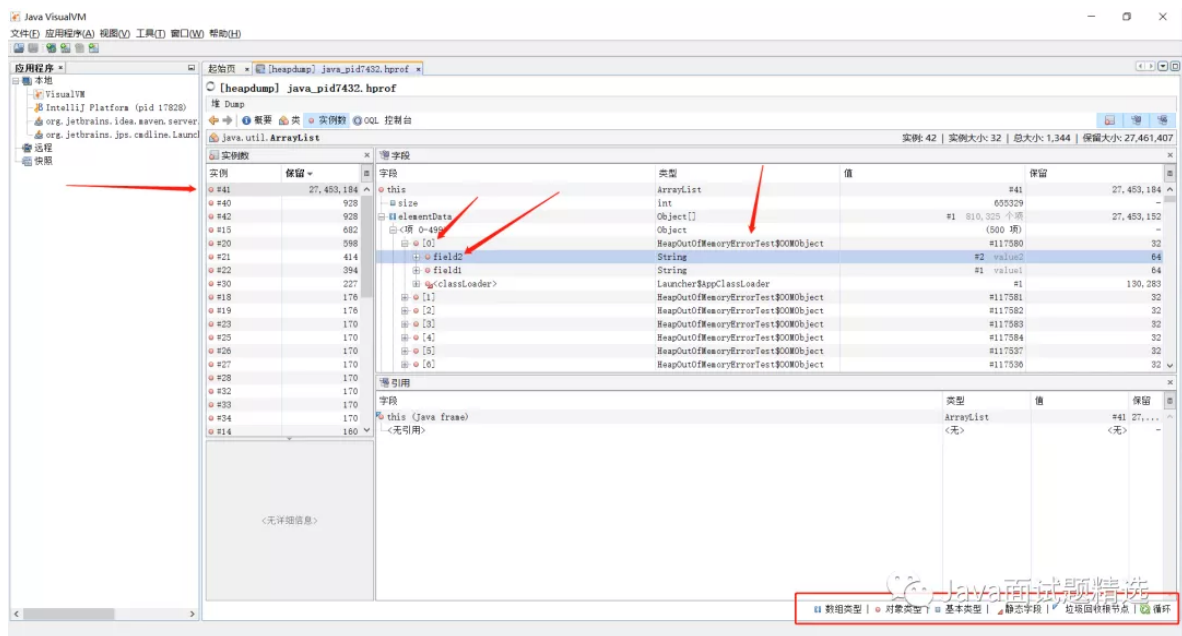 Java VisualVM
文件(F) 应用程序(A) 视图(V) 工具(T) 窗口(W) 帮助(H)
应用程序
本地
VisualVM
IntelliJ Platform (pid 17828)
org.jetbrains.idea.maven.server.
org.jetbrains.jps.cmdline.Launch
远程
快照
起始页 [heapdump] java_pid7432.hprof
[heapdump] java_pid7432.hprof
堆 Dump
概要 类 实例数 OQL 控制台
java.util.ArrayList 实例: 42 | 实例大小: 32 | 总大小: 1,344 | 保留大小: 27,461,407
实例数
实例 保留
#41 27,453,184
#40 928
#42 928
#15 682
#20 598
#21 414
#22 394
#30 227
#18 176
#19 176
#23 170
#25 170
#26 170
#27 170
#28 170
#32 170
#33 170
#34 170
#14 160
<无详细信息>
字段
字段 类型 值 保留
this ArrayList #41 27,453,184
size int 655329 -
elementData Object[] #1 810,325 个项 27,453,152
<项 0-499 Object (500 项) -
[0] HeapOutOfMemoryErrorTest$OOMObject #117580 32
field2 String #2 value2 64
field1 String #1 value1 64
<classLoader> Launcher$AppClassLoader #1 130,283
[1] HeapOutOfMemoryErrorTest$OOMObject #117581 32
[2] HeapOutOfMemoryErrorTest$OOMObject #117582 32
[3] HeapOutOfMemoryErrorTest$OOMObject #117583 32
[4] HeapOutOfMemoryErrorTest$OOMObject #117584 32
[5] HeapOutOfMemoryErrorTest$OOMObject #117537 32
[6] HeapOutOfMemoryErrorTest$OOMObject #117536 32
引用
字段 类型 值 保留
this (Java frame) ArrayList #41 27,...
<无引用> <无> <无> -
Java面试题精选
数组类型 | 对象类型 | 基本类型 | 静态字段 | 垃圾回收根节点 | 循环